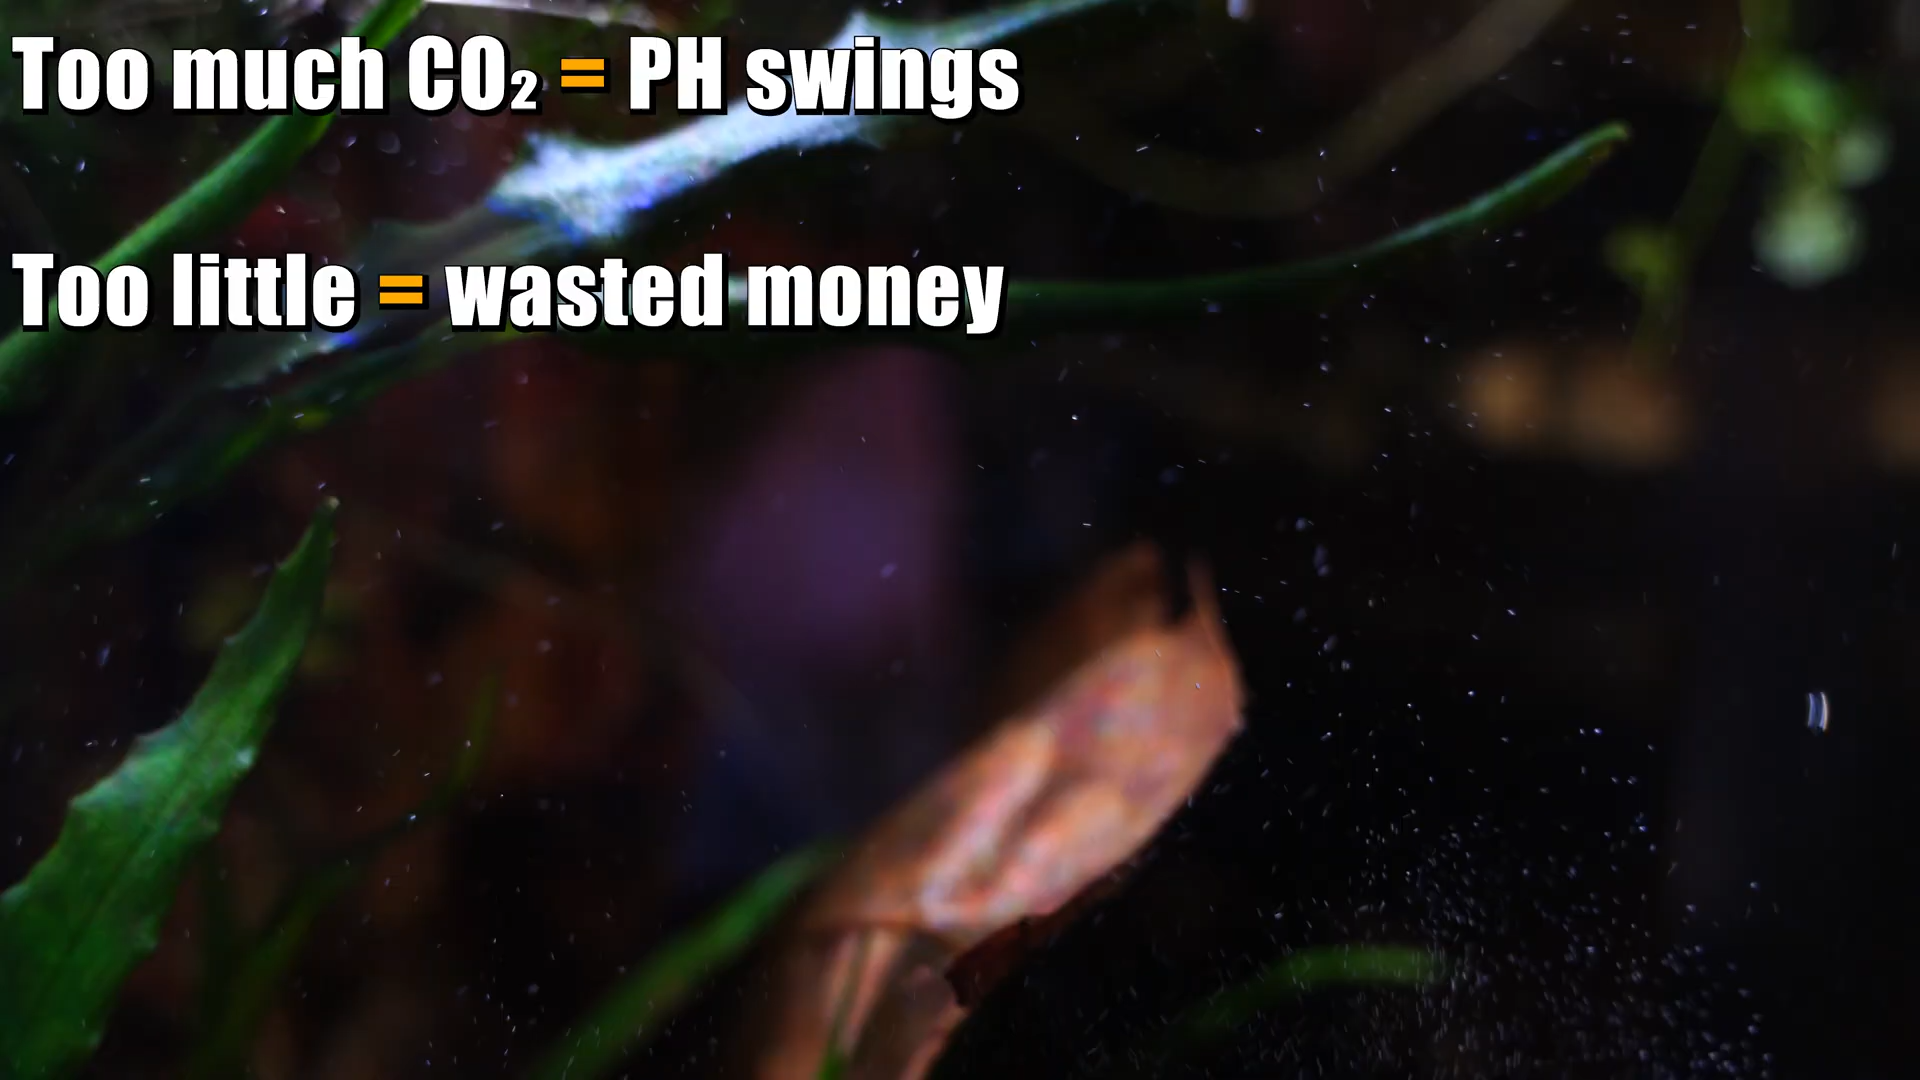 Too much CO₂ = PH swings
Too little = wasted money